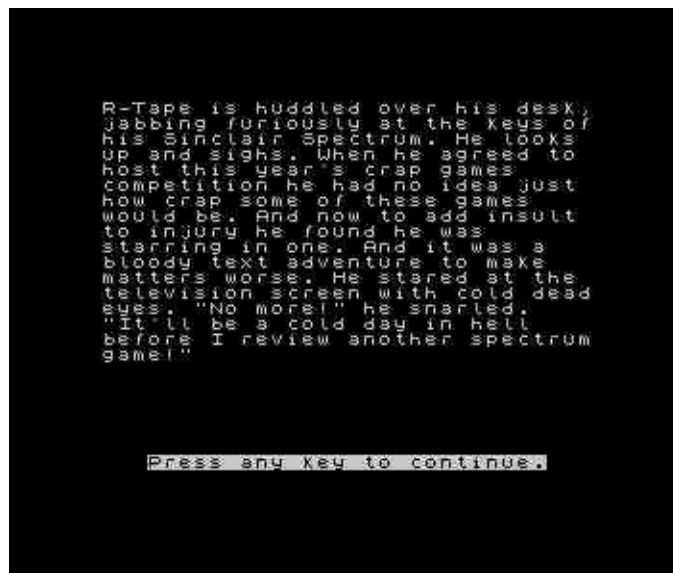 R-Tape is huddled over his desk,
jabbing furiously at the keys of
his Sinclair Spectrum. He looks
up and sighs. When he agreed to
host this year's crap games
competition he had no idea just
how crap some of these games
would be. And now to add insult
to injury he found he was
starring in one. And it was a
bloody text adventure to make
matters worse. He stared at the
television screen with cold dead
eyes. "No more!" he snarled.
"It'll be a cold day in hell
before I review another spectrum
game!"
Press any key to continue.